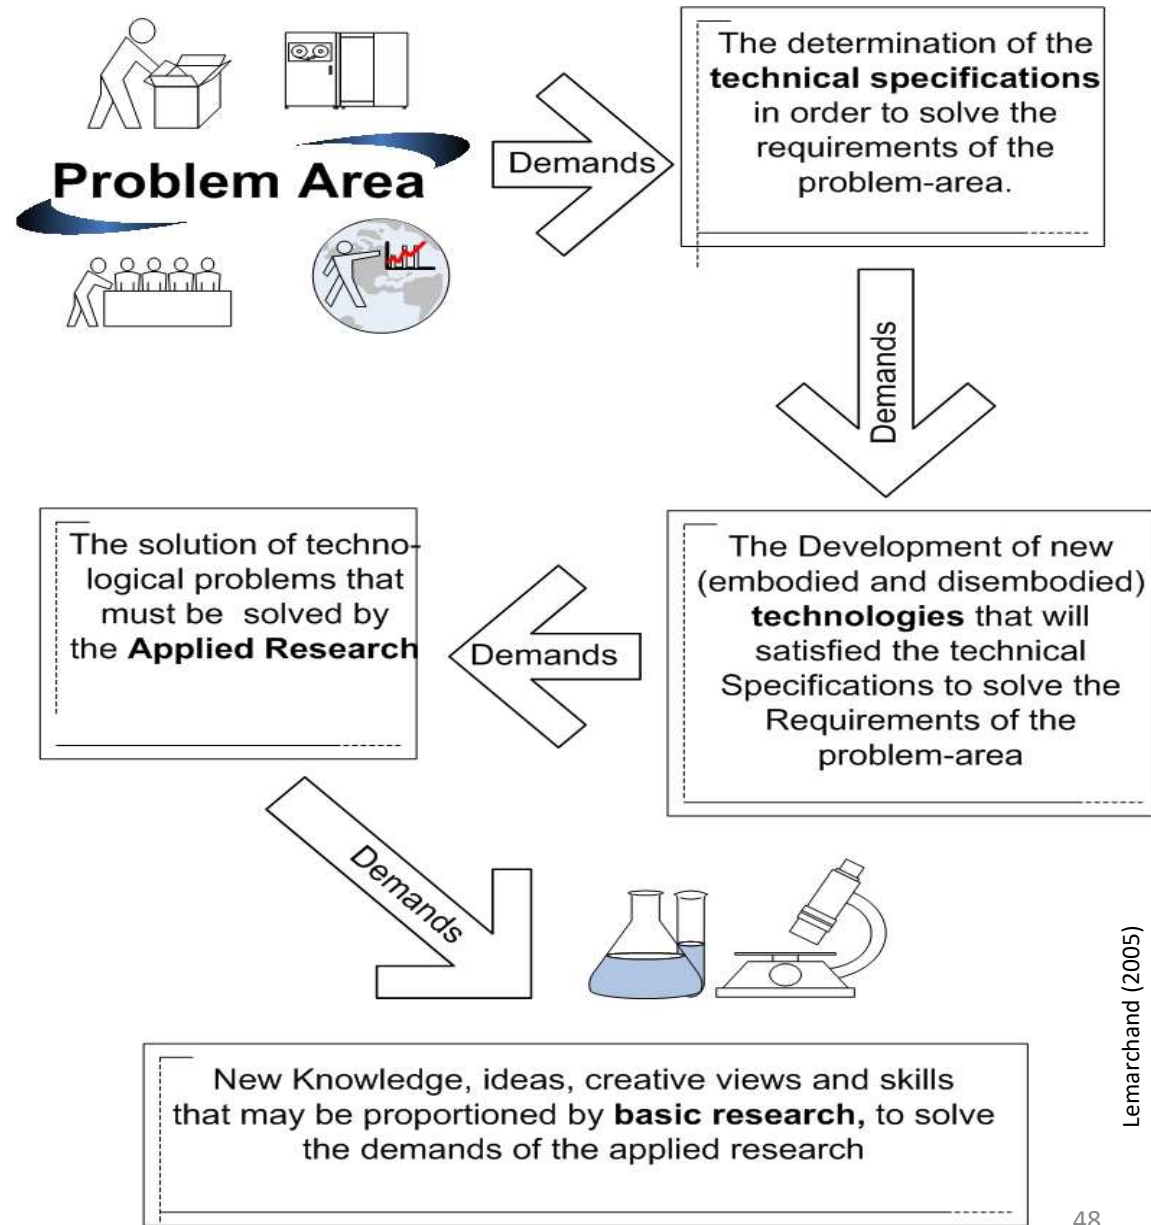 Problem Area
Demands
The determination of the
technical specifications
in order to solve the
requirements of the
problem-area.
Demands
The Development of new
(embodied and disembodied)
technologies that will
satisfied the technical
Specifications to solve the
Requirements of the
problem-area
Demands
The solution of techno-
logical problems that
must be solved by
the Applied Research
Demands
New Knowledge, ideas, creative views and skills
that may be proportioned by basic research, to solve
the demands of the applied research
Lemarchand (2005)
48